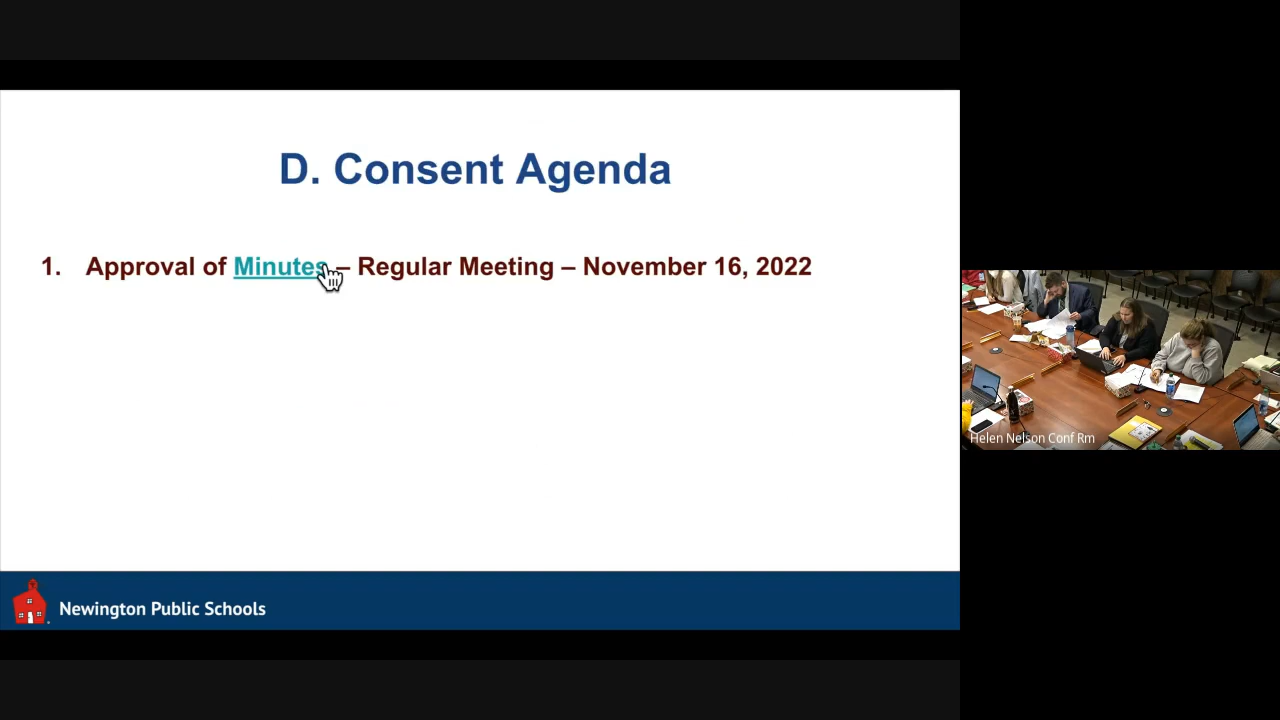 D. Consent Agenda
1. Approval of Minutes – Regular Meeting – November 16, 2022
Helen Nelson Conf Rm
Newington Public Schools